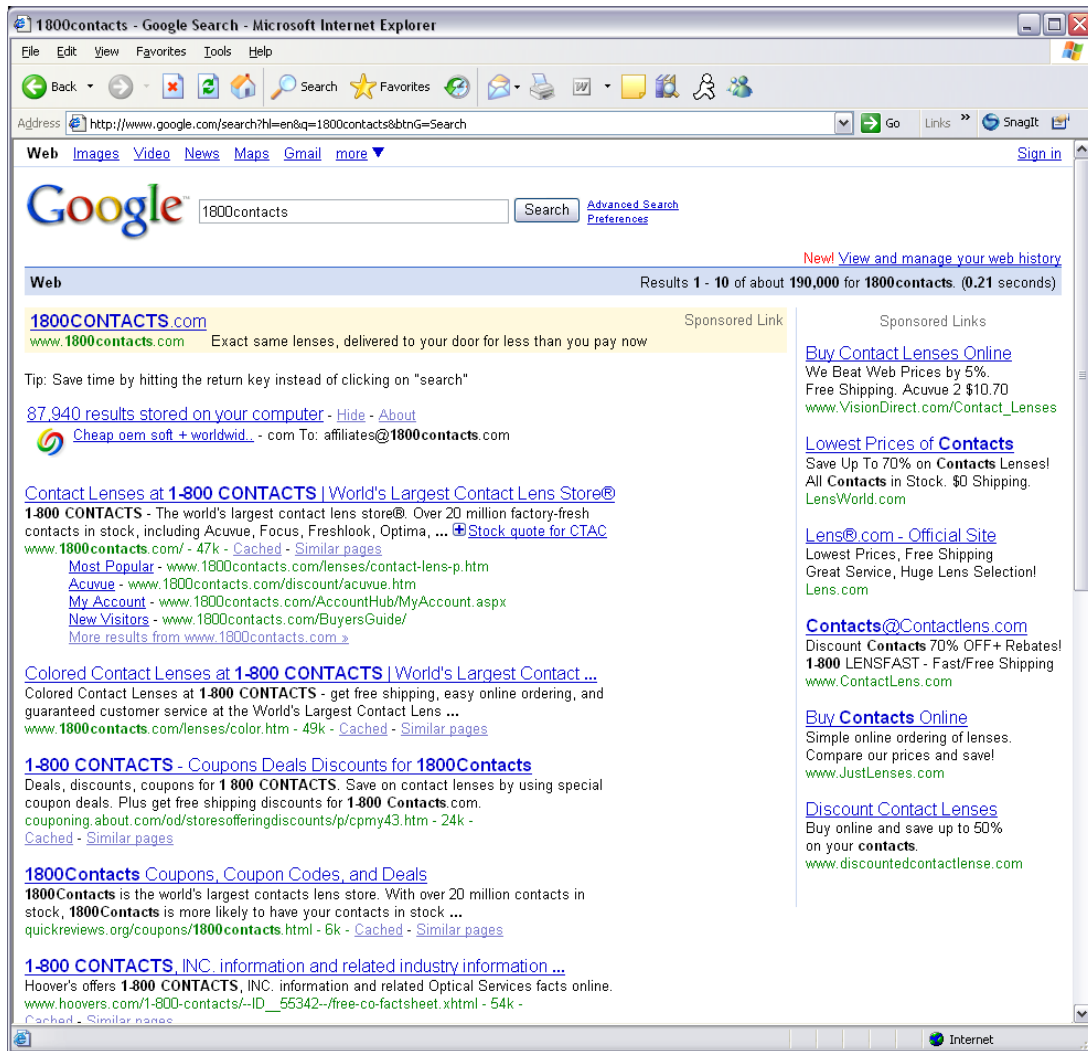 1800contacts - Google Search - Microsoft Internet Explorer
File Edit View Favorites Tools Help
Back Search Favorites
Address http://www.google.com/search?hl=en&q=1800contacts&btnG=Search Go Links » SnagIt
Web Images Video News Maps Gmail more ▼ Sign in
Google™ 1800contacts Search Advanced Search
Preferences
New! View and manage your web history
Web Results 1 - 10 of about 190,000 for 1800contacts. (0.21 seconds)
1800CONTACTS.com Sponsored Link
www.1800contacts.com Exact same lenses, delivered to your door for less than you pay now
Tip: Save time by hitting the return key instead of clicking on "search"
87,940 results stored on your computer - Hide - About
Cheap oem soft + worldwid.. - com To: affiliates@1800contacts.com
Contact Lenses at 1-800 CONTACTS | World's Largest Contact Lens Store®
1-800 CONTACTS - The world's largest contact lens store®. Over 20 million factory-fresh
contacts in stock, including Acuvue, Focus, Freshlook, Optima, ... Stock quote for CTAC
www.1800contacts.com/ - 47k - Cached - Similar pages
Most Popular - www.1800contacts.com/lenses/contact-lens-p.htm
Acuvue - www.1800contacts.com/discount/acuvue.htm
My Account - www.1800contacts.com/AccountHub/MyAccount.aspx
New Visitors - www.1800contacts.com/BuyersGuide/
More results from www.1800contacts.com »
Colored Contact Lenses at 1-800 CONTACTS | World's Largest Contact ...
Colored Contact Lenses at 1-800 CONTACTS - get free shipping, easy online ordering, and
guaranteed customer service at the World's Largest Contact Lens ...
www.1800contacts.com/lenses/color.htm - 49k - Cached - Similar pages
1-800 CONTACTS - Coupons Deals Discounts for 1800Contacts
Deals, discounts, coupons for 1 800 CONTACTS. Save on contact lenses by using special
coupon deals. Plus get free shipping discounts for 1-800 Contacts.com.
couponing.about.com/od/storesofferingdiscounts/p/cpmy43.htm - 24k -
Cached - Similar pages
1800Contacts Coupons, Coupon Codes, and Deals
1800Contacts is the world's largest contacts lens store. With over 20 million contacts in
stock, 1800Contacts is more likely to have your contacts in stock ...
quickreviews.org/coupons/1800contacts.html - 6k - Cached - Similar pages
1-800 CONTACTS, INC. information and related industry information ...
Hoover's offers 1-800 CONTACTS, INC. information and related Optical Services facts online.
www.hoovers.com/1-800-contacts/--ID__55342--/free-co-factsheet.xhtml - 54k -
Cached - Similar pages
Sponsored Links
Buy Contact Lenses Online
We Beat Web Prices by 5%.
Free Shipping. Acuvue 2 $10.70
www.VisionDirect.com/Contact_Lenses
Lowest Prices of Contacts
Save Up To 70% on Contacts Lenses!
All Contacts in Stock. $0 Shipping.
LensWorld.com
Lens®.com - Official Site
Lowest Prices, Free Shipping
Great Service, Huge Lens Selection!
Lens.com
Contacts@Contactlens.com
Discount Contacts 70% OFF+ Rebates!
1-800 LENSFAST - Fast/Free Shipping
www.ContactLens.com
Buy Contacts Online
Simple online ordering of lenses.
Compare our prices and save!
www.JustLenses.com
Discount Contact Lenses
Buy online and save up to 50%
on your contacts.
www.discountedcontactlense.com
Internet